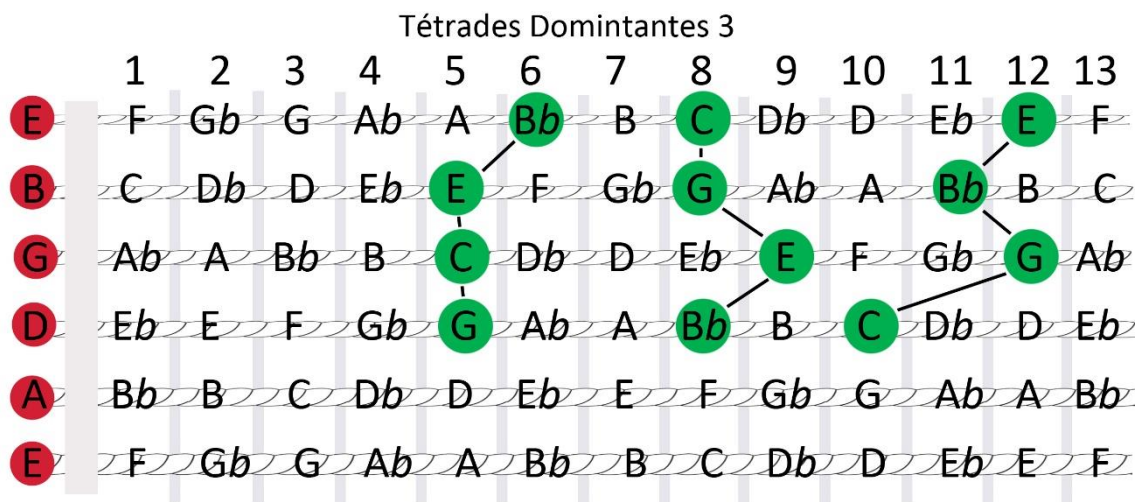 Tétrades Domintantes 3
1 2 3 4 5 6 7 8 9 10 11 12 13
E F Gb G Ab A Bb B C Db D Eb E F
B C Db D Eb E F Gb G Ab A Bb B C
G Ab A Bb B C Db D Eb E F Gb G Ab
D Eb E F Gb G Ab A Bb B C Db D Eb
A Bb B C Db D Eb E F Gb G Ab A Bb
E F Gb G Ab A Bb B C Db D Eb E F